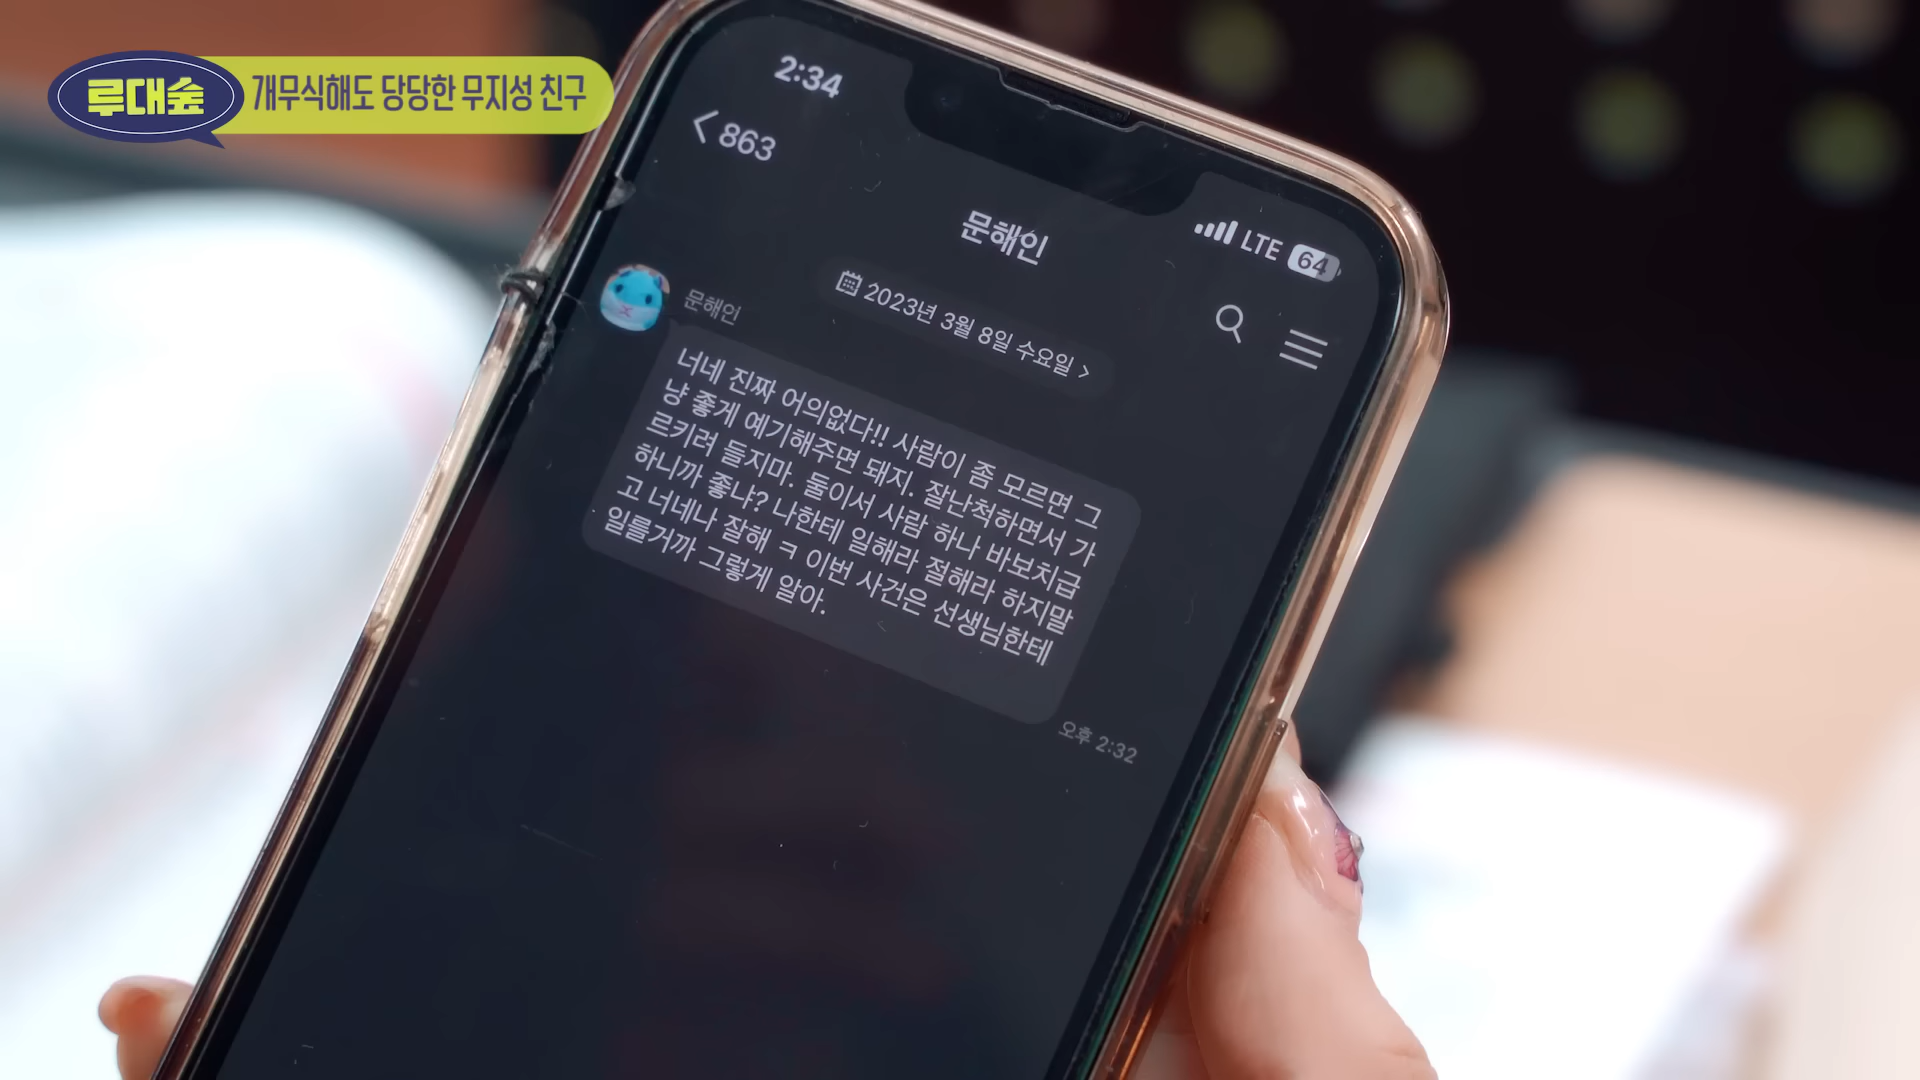 루대숲 개무식해도 당당한 무지성 친구
2:34
LTE 64
863
문해인
2023년 3월 8일 수요일
문해인
너네 진짜 어의없다!! 사람이 좀 모르면 그
냥 좋게 예기해주면 돼지. 잘난척하면서 가
르키려 들지마. 둘이서 사람 하나 바보치급
하니까 좋냐? 나한테 일해라 절해라 하지말
고 너네나 잘해 ㅋ 이번 사건은 선생님한테
임를거까 그렇게 알아.
오후 2:32